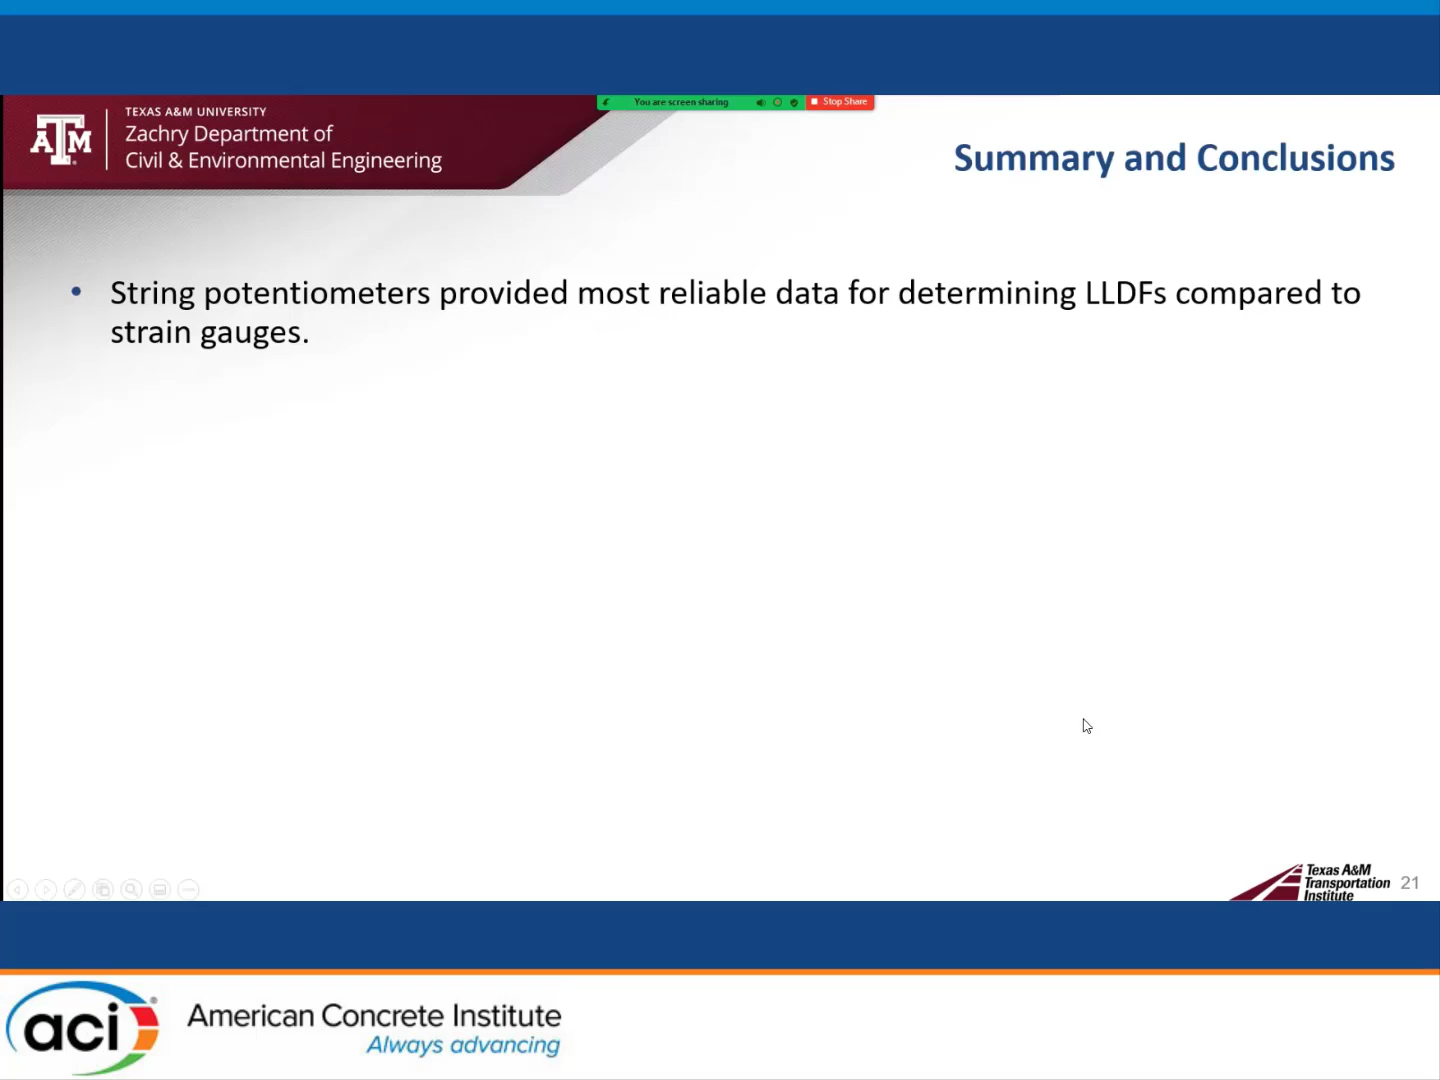 TEXAS A&M UNIVERSITY
Zachry Department of
Civil & Environmental Engineering
ATM
You are screen sharing
Stop Share
Summary and Conclusions
• String potentiometers provided most reliable data for determining LLDFs compared to
strain gauges.
Texas A&M
Transportation
Institute
21
aci
American Concrete Institute
Always advancing